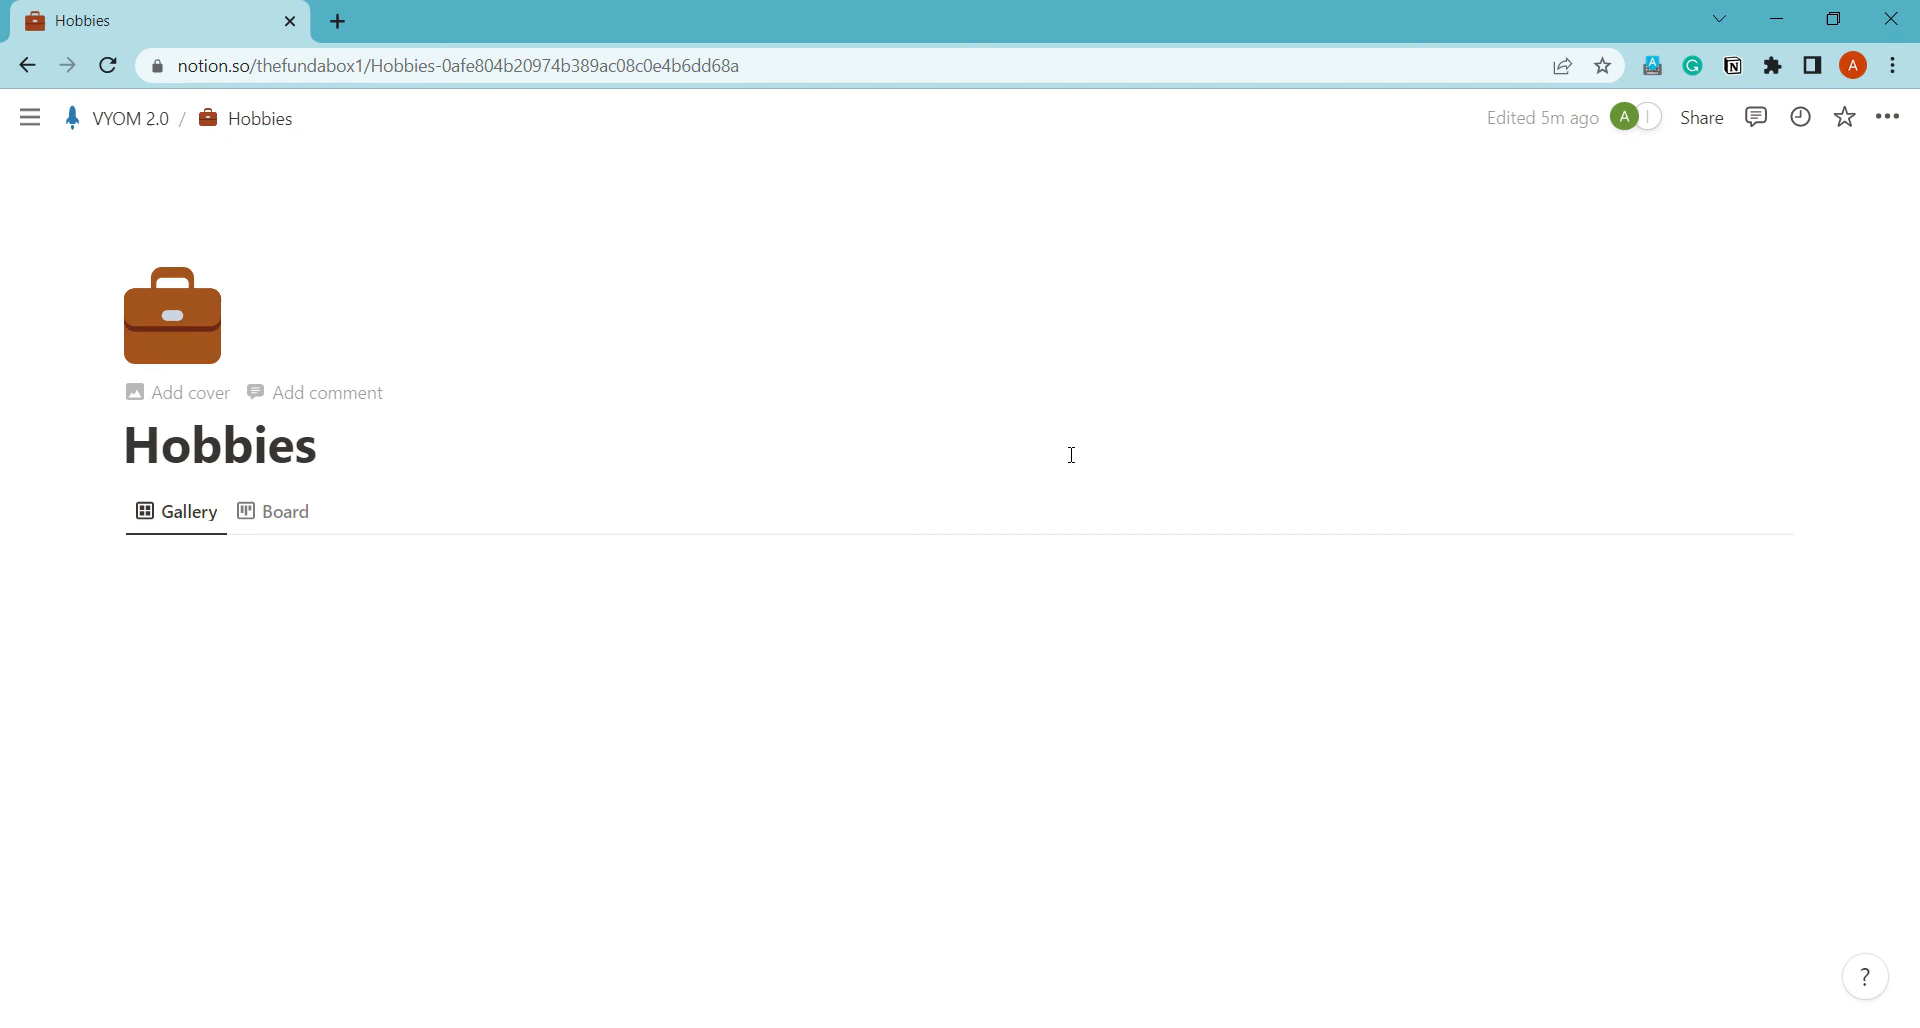 Hobbies
notion.so/thefundabox1/Hobbies-0afe804b20974b389ac08c0e4b6dd68a
A
VYOM 2.0 / Hobbies
Edited 5m ago A I Share
Add cover Add comment
Hobbies
Gallery Board
?